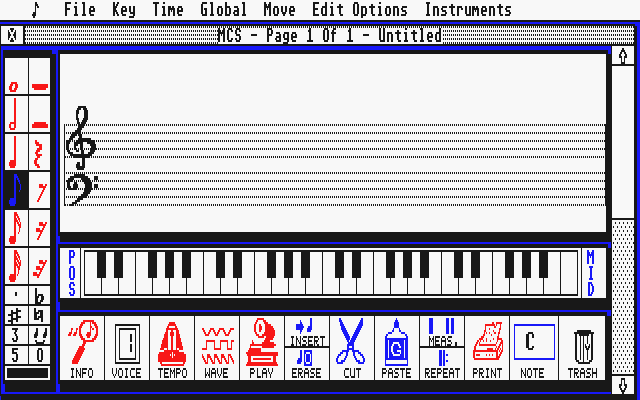 File Key Time Global Move Edit Options Instruments
MCS - Page 1 Of 1 - Untitled
POS
MID
3
5 0
1
INSERT
MEAS.
C
G
INFO VOICE TEMPO WAVE PLAY ERASE CUT PASTE REPEAT PRINT NOTE TRASH